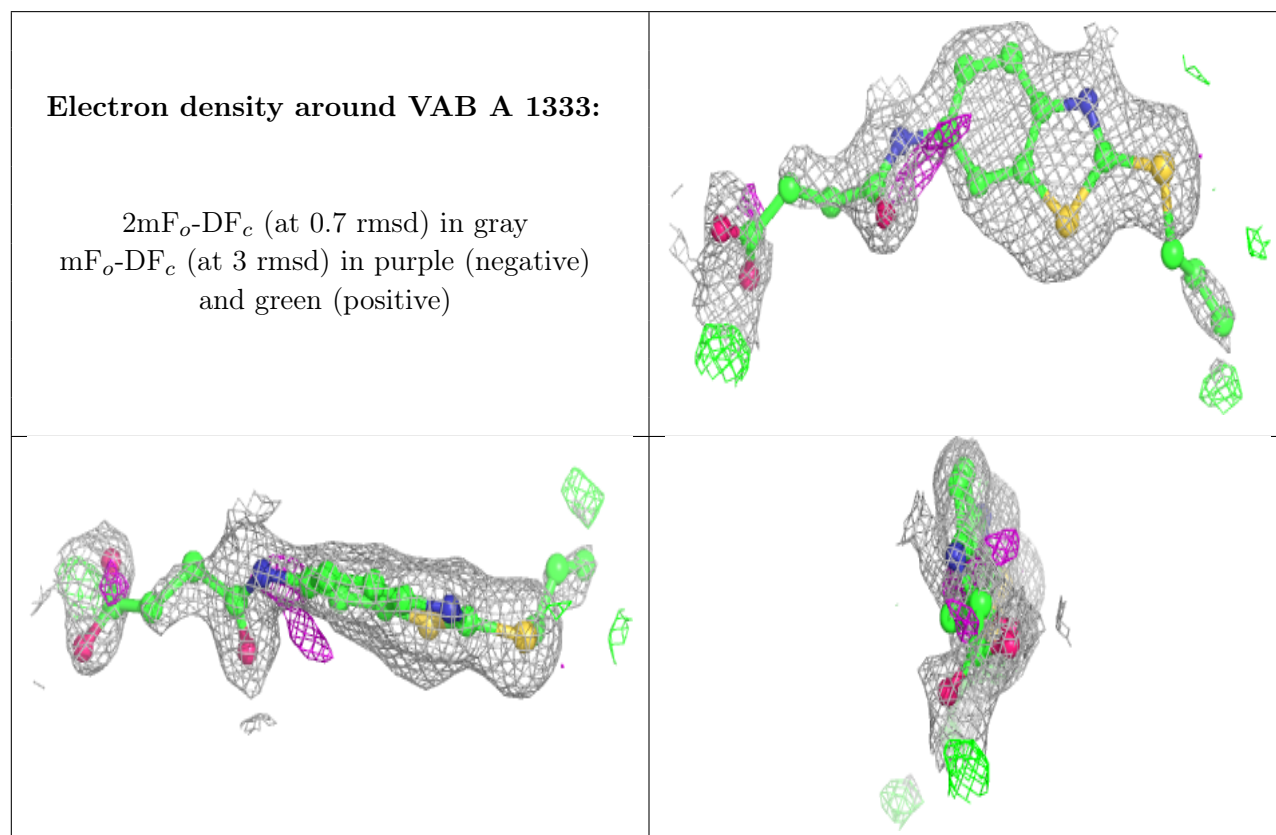 Electron density around VAB A 1333:
2mFₒ-DF𝒸 (at 0.7 rmsd) in gray
mFₒ-DF𝒸 (at 3 rmsd) in purple (negative)
and green (positive)